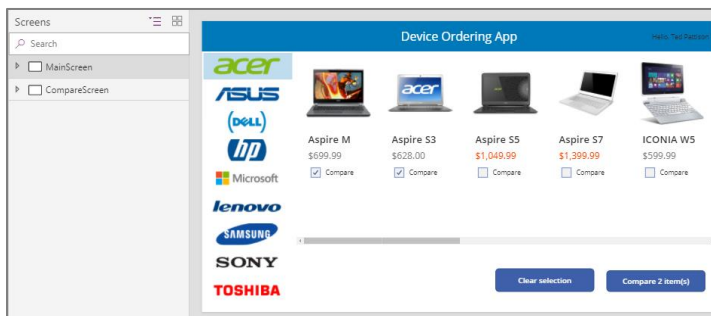 Screens
Search
MainScreen
CompareScreen
Device Ordering App
Hello, Ted Pattison
acer
ASUS
DELL
hp
Microsoft
lenovo
SAMSUNG
SONY
TOSHIBA
acer
Aspire M
$699.99
Compare
Aspire S3
$628.00
Compare
Aspire S5
$1,049.99
Compare
Aspire S7
$1,399.99
Compare
ICONIA W5
$599.99
Compare
Clear selection
Compare 2 item(s)